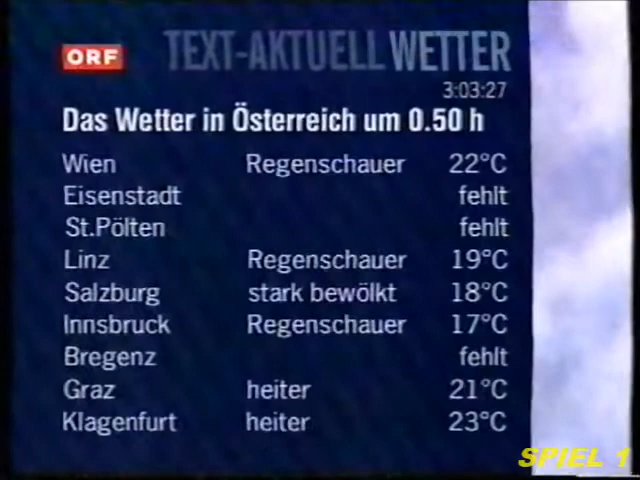 ORF TEXT-AKTUELL WETTER
3:03:27
Das Wetter in Österreich um 0.50 h
Wien Regenschauer 22°C
Eisenstadt fehlt
St.Pölten fehlt
Linz Regenschauer 19°C
Salzburg stark bewölkt 18°C
Innsbruck Regenschauer 17°C
Bregenz fehlt
Graz heiter 21°C
Klagenfurt heiter 23°C
SPIEL 1